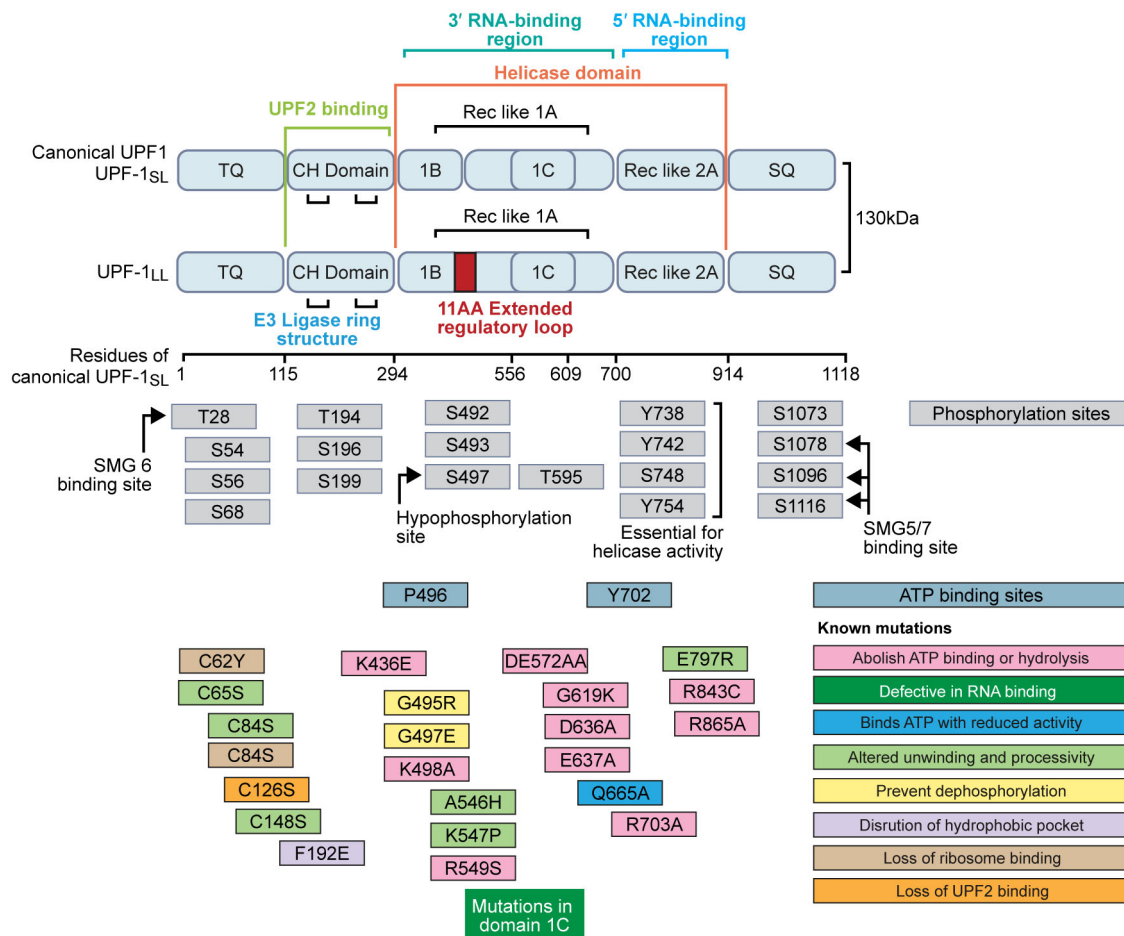 3′ RNA-binding
region
5′ RNA-binding
region
Helicase domain
UPF2 binding
Rec like 1A
Canonical UPF1
UPF-1SL
TQ
CH Domain
1B
1C
Rec like 2A
SQ
130kDa
Rec like 1A
UPF-1LL
TQ
CH Domain
1B
1C
Rec like 2A
SQ
E3 Ligase ring
structure
11AA Extended
regulatory loop
Residues of
canonical UPF-1SL
1
115
294
556
609
700
914
1118
T28
S54
S56
S68
SMG 6
binding site
T194
S196
S199
S492
S493
S497
T595
Hypophosphorylation
site
Y738
Y742
S748
Y754
Essential for
helicase activity
S1073
S1078
S1096
S1116
SMG5/7
binding site
Phosphorylation sites
P496
Y702
ATP binding sites
Known mutations
C62Y
C65S
C84S
C84S
C126S
C148S
F192E
K436E
G495R
G497E
K498A
A546H
K547P
R549S
Mutations in
domain 1C
DE572AA
G619K
D636A
E637A
Q665A
R703A
E797R
R843C
R865A
Abolish ATP binding or hydrolysis
Defective in RNA binding
Binds ATP with reduced activity
Altered unwinding and processivity
Prevent dephosphorylation
Disrution of hydrophobic pocket
Loss of ribosome binding
Loss of UPF2 binding